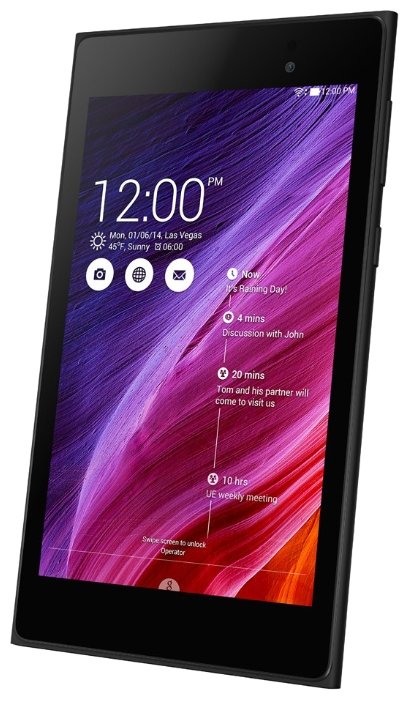 12:00 PM
12:00 PM
Mon, 01/06/14, Las Vegas
45°F, Sunny 06:00
Now
It's Raining Day!
4 mins
Discussion with John
20 mins
Tom and his partner will
come to visit us
10 hrs
UE weekly meeting
Swipe screen to unlock
Operator
g